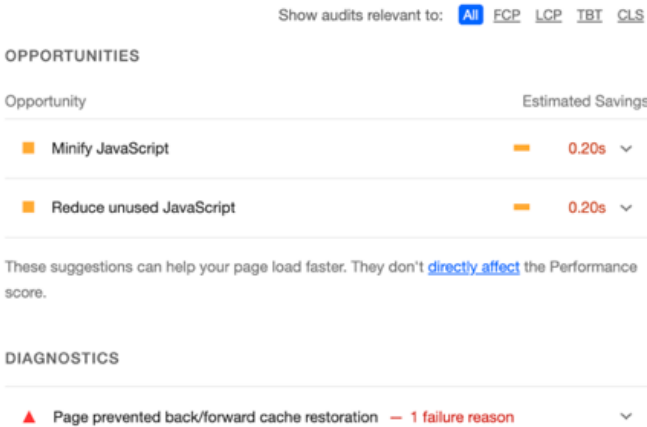 Show audits relevant to: All FCP LCP TBT CLS
OPPORTUNITIES
Opportunity Estimated Savings
Minify JavaScript 0.20s
Reduce unused JavaScript 0.20s
These suggestions can help your page load faster. They don't directly affect the Performance
score.
DIAGNOSTICS
Page prevented back/forward cache restoration — 1 failure reason